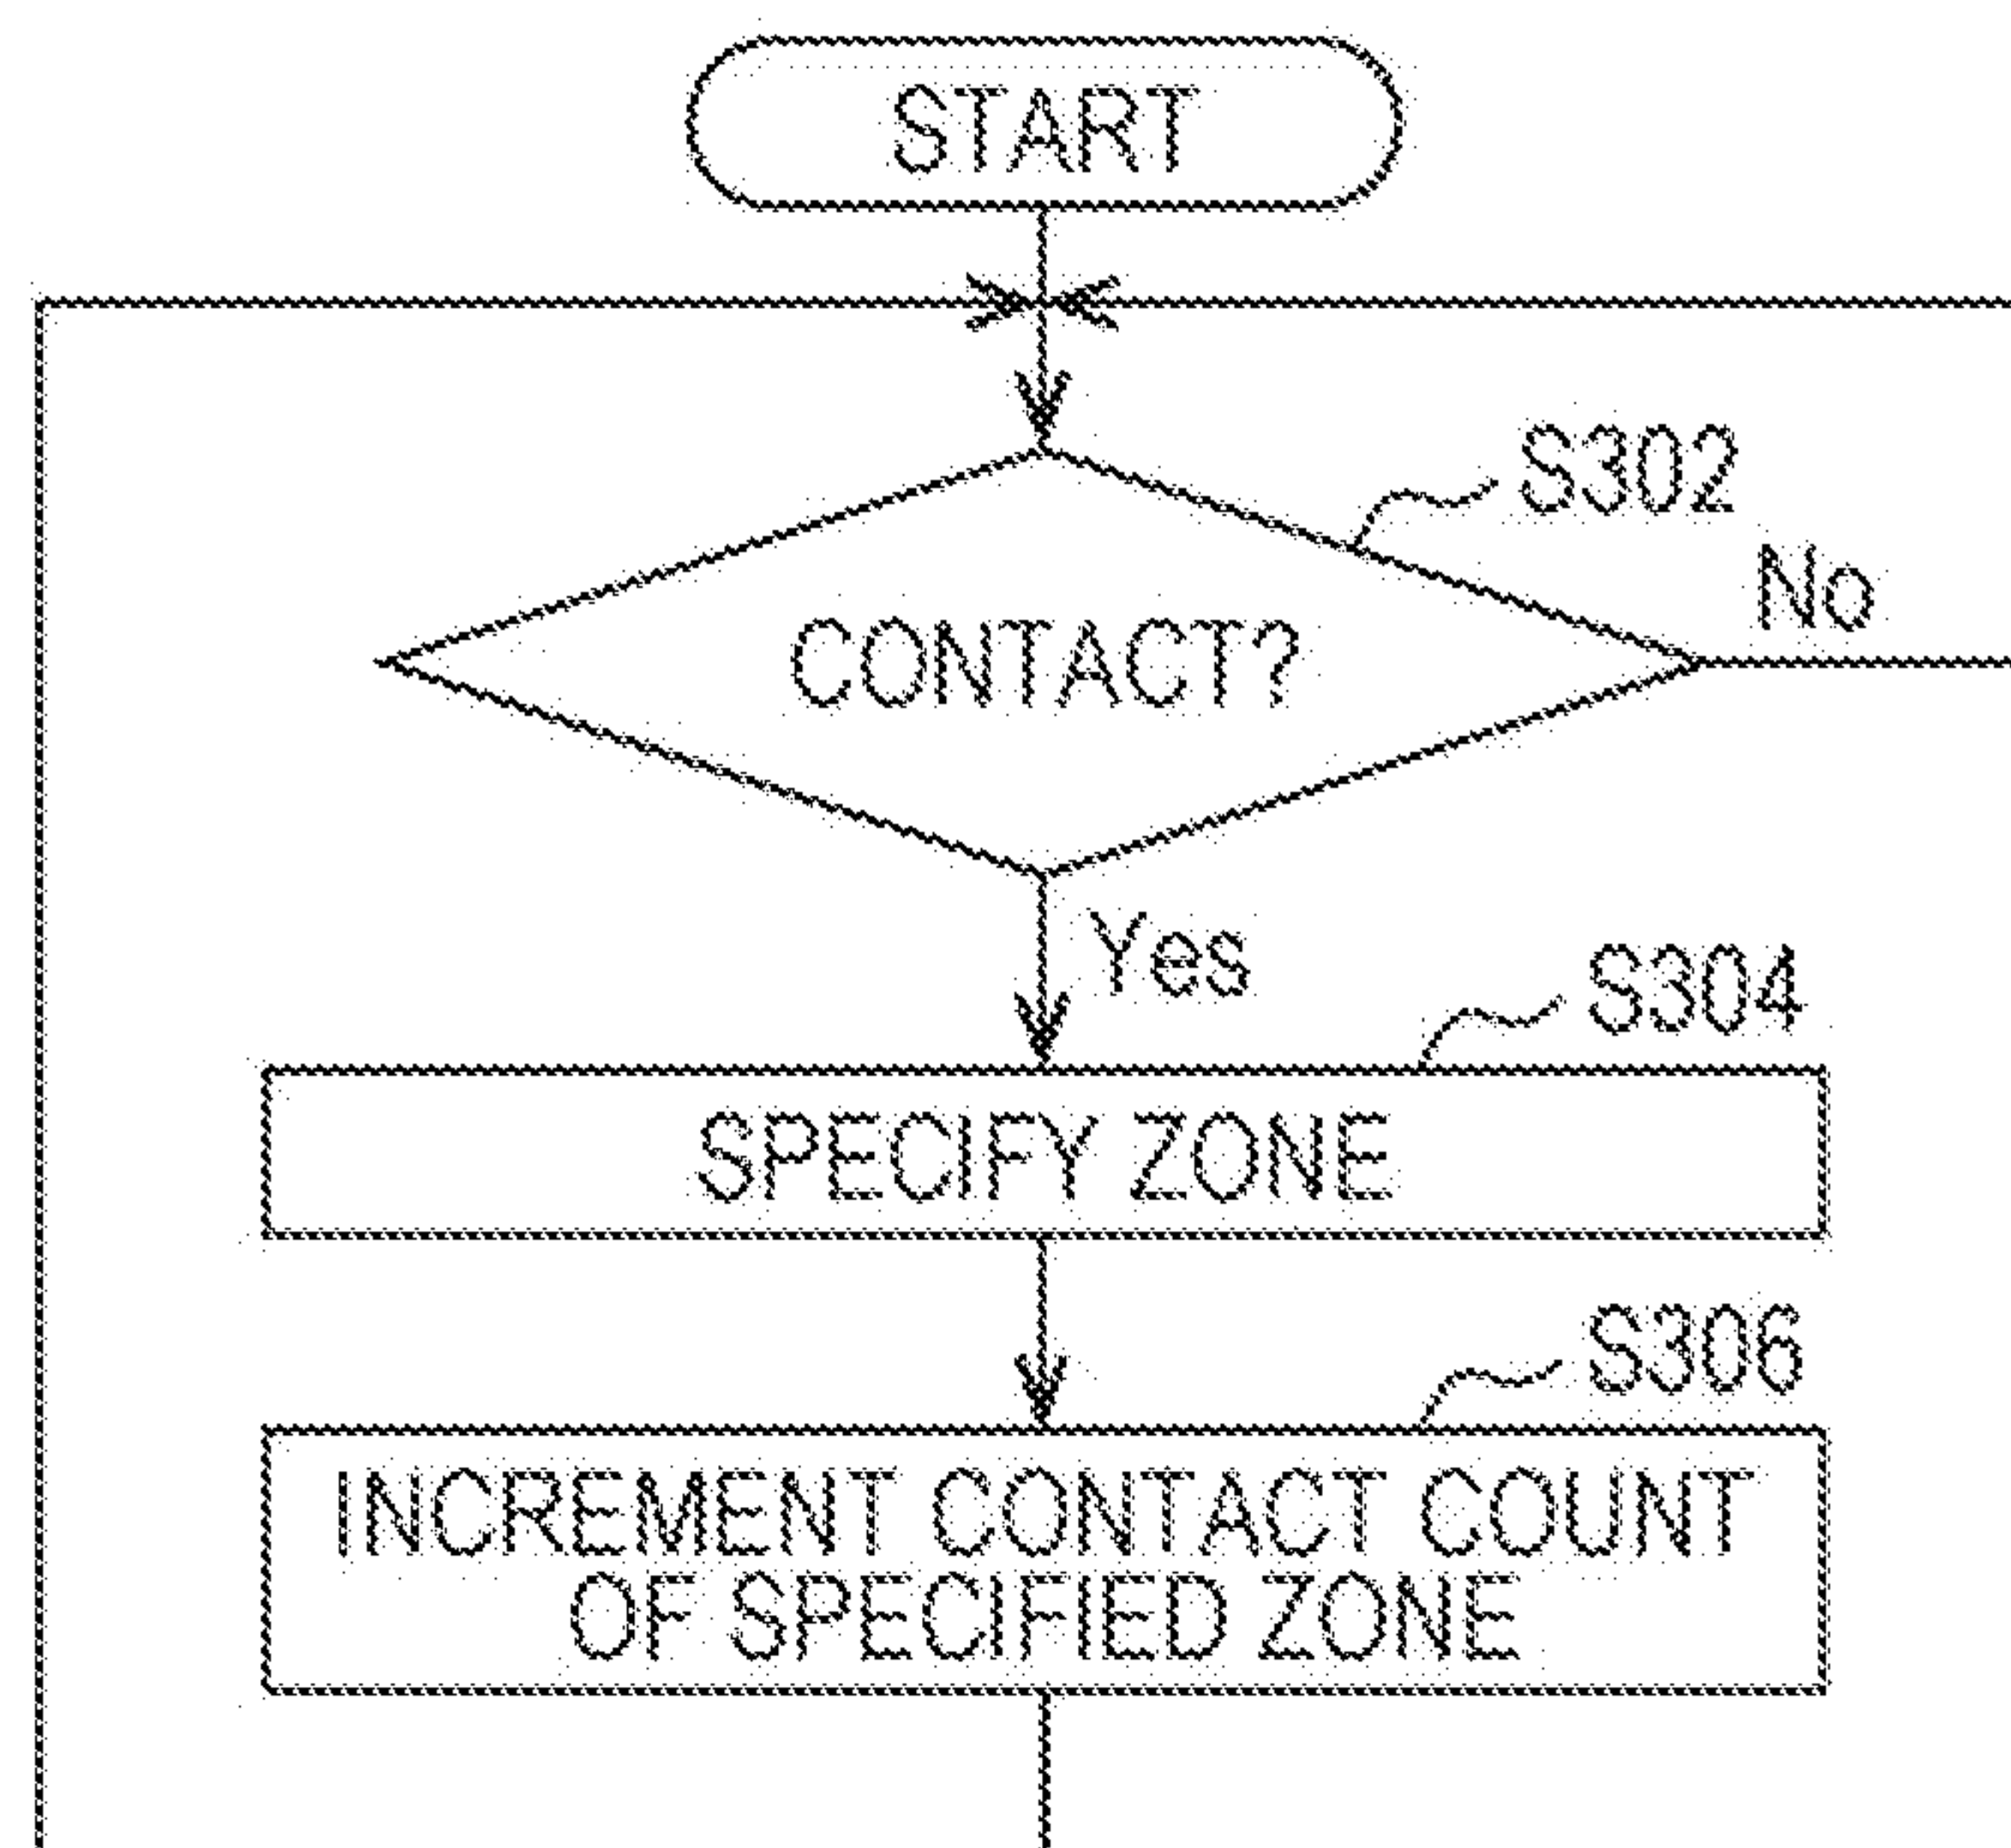 START
S302
No
CONTACT?
Yes
S304
SPECIFY ZONE
S306
INCREMENT CONTACT COUNT
OF SPECIFIED ZONE